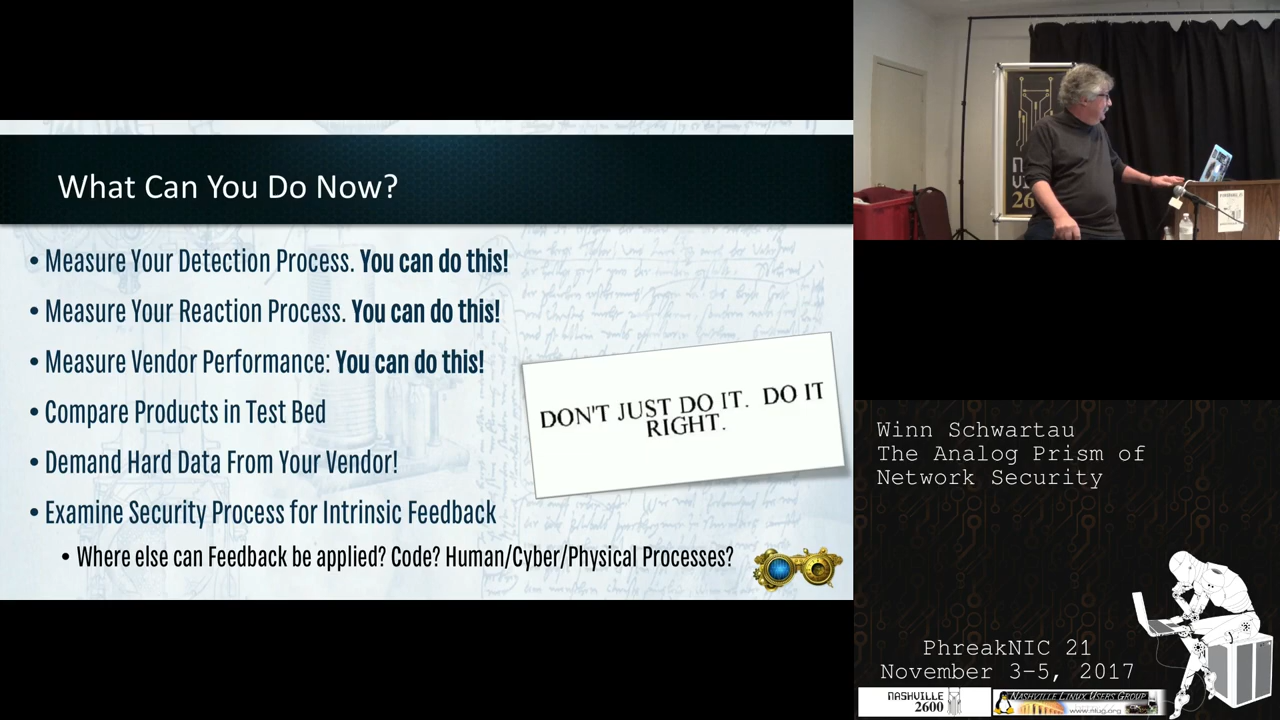 What Can You Do Now?
• Measure Your Detection Process. You can do this!
• Measure Your Reaction Process. You can do this!
• Measure Vendor Performance: You can do this!
• Compare Products in Test Bed
• Demand Hard Data From Your Vendor!
• Examine Security Process for Intrinsic Feedback
• Where else can Feedback be applied? Code? Human/Cyber/Physical Processes?
DON'T JUST DO IT. DO IT
RIGHT.
Winn Schwartau
The Analog Prism of
Network Security
PhreakNIC 21
November 3-5, 2017
NASHVILLE
2600
NASHVILLE LINUX USERS GROUP
www.nlug.org